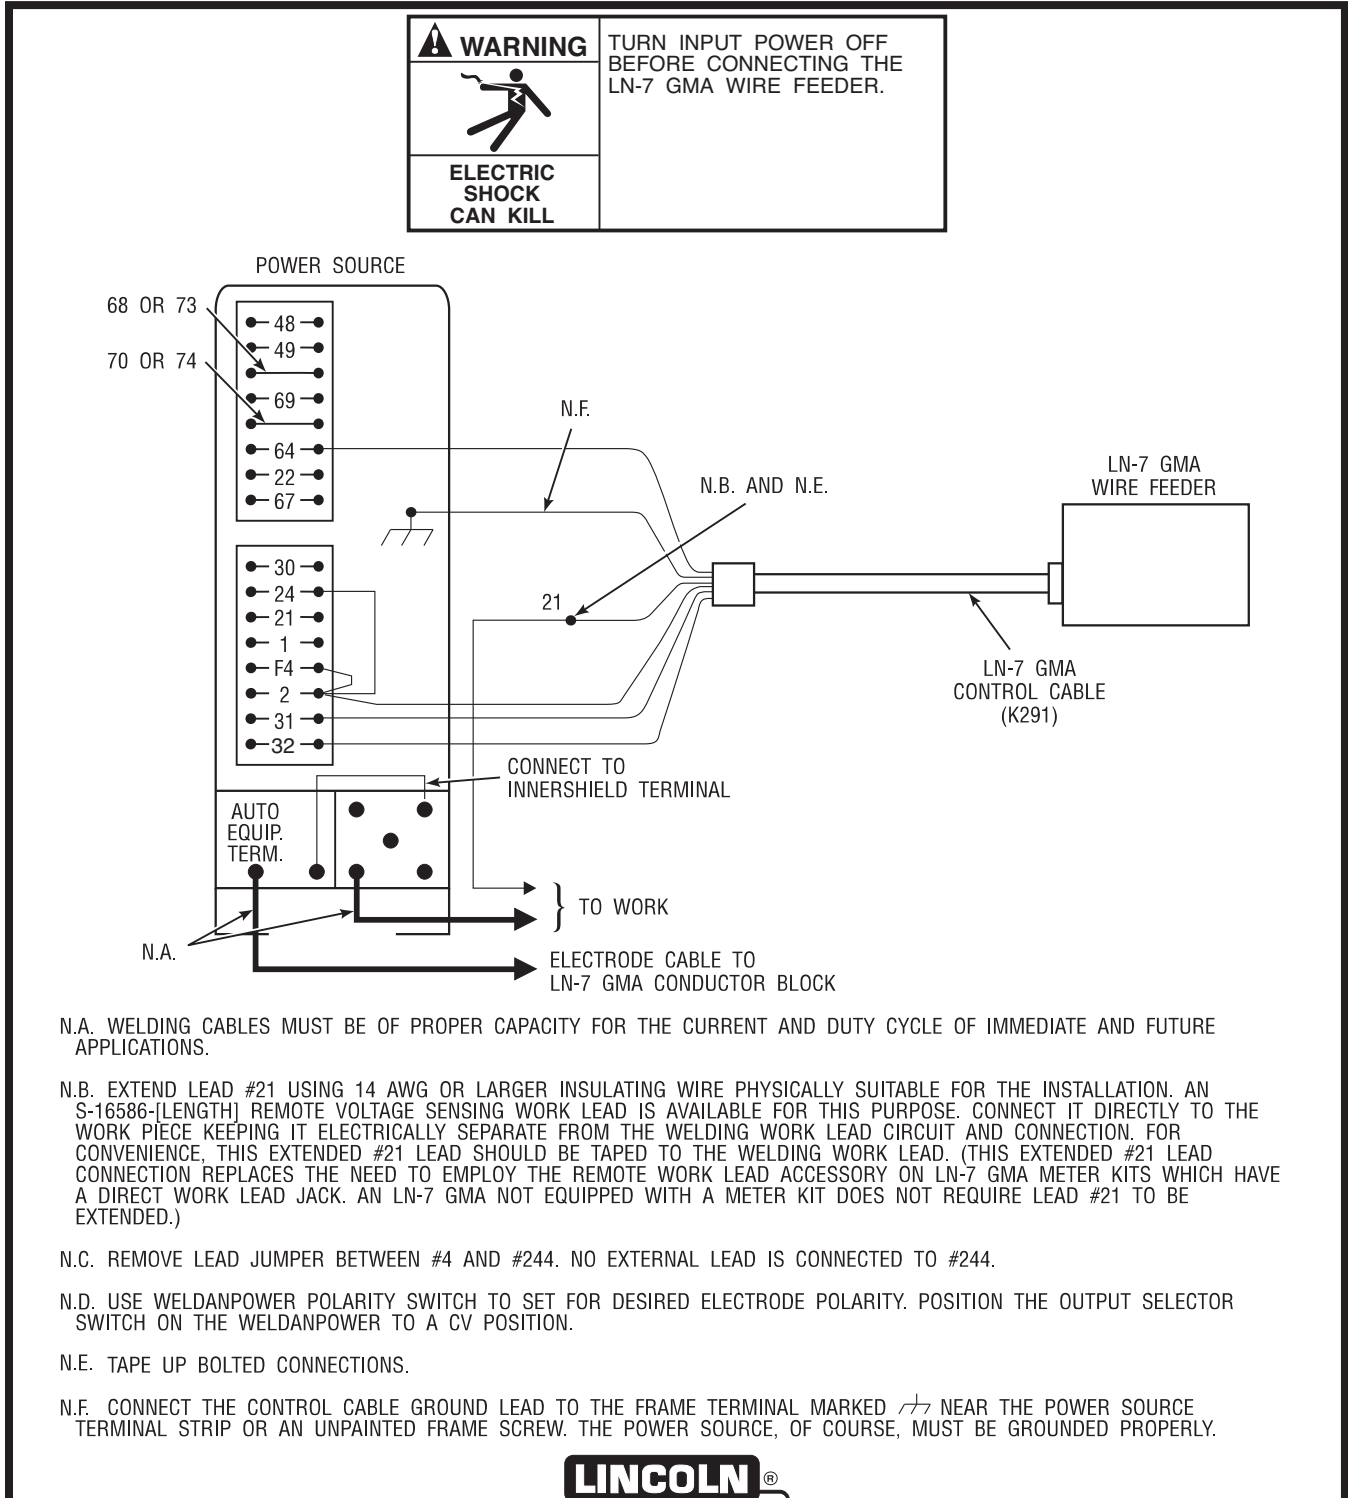 WARNING
TURN INPUT POWER OFF
BEFORE CONNECTING THE
LN-7 GMA WIRE FEEDER.
ELECTRIC
SHOCK
CAN KILL
POWER SOURCE
68 OR 73
70 OR 74
48
49
69
64
22
67
30
24
21
1
F4
2
31
32
N.F.
N.B. AND N.E.
21
LN-7 GMA
WIRE FEEDER
LN-7 GMA
CONTROL CABLE
(K291)
CONNECT TO
INNERSHIELD TERMINAL
AUTO
EQUIP.
TERM.
TO WORK
N.A.
ELECTRODE CABLE TO
LN-7 GMA CONDUCTOR BLOCK
N.A. WELDING CABLES MUST BE OF PROPER CAPACITY FOR THE CURRENT AND DUTY CYCLE OF IMMEDIATE AND FUTURE
APPLICATIONS.
N.B. EXTEND LEAD #21 USING 14 AWG OR LARGER INSULATING WIRE PHYSICALLY SUITABLE FOR THE INSTALLATION. AN
S-16586-[LENGTH] REMOTE VOLTAGE SENSING WORK LEAD IS AVAILABLE FOR THIS PURPOSE. CONNECT IT DIRECTLY TO THE
WORK PIECE KEEPING IT ELECTRICALLY SEPARATE FROM THE WELDING WORK LEAD CIRCUIT AND CONNECTION. FOR
CONVENIENCE, THIS EXTENDED #21 LEAD SHOULD BE TAPED TO THE WELDING WORK LEAD. (THIS EXTENDED #21 LEAD
CONNECTION REPLACES THE NEED TO EMPLOY THE REMOTE WORK LEAD ACCESSORY ON LN-7 GMA METER KITS WHICH HAVE
A DIRECT WORK LEAD JACK. AN LN-7 GMA NOT EQUIPPED WITH A METER KIT DOES NOT REQUIRE LEAD #21 TO BE
EXTENDED.)
N.C. REMOVE LEAD JUMPER BETWEEN #4 AND #244. NO EXTERNAL LEAD IS CONNECTED TO #244.
N.D. USE WELDANPOWER POLARITY SWITCH TO SET FOR DESIRED ELECTRODE POLARITY. POSITION THE OUTPUT SELECTOR
SWITCH ON THE WELDANPOWER TO A CV POSITION.
N.E. TAPE UP BOLTED CONNECTIONS.
N.F. CONNECT THE CONTROL CABLE GROUND LEAD TO THE FRAME TERMINAL MARKED NEAR THE POWER SOURCE
TERMINAL STRIP OR AN UNPAINTED FRAME SCREW. THE POWER SOURCE, OF COURSE, MUST BE GROUNDED PROPERLY.
LINCOLN ®